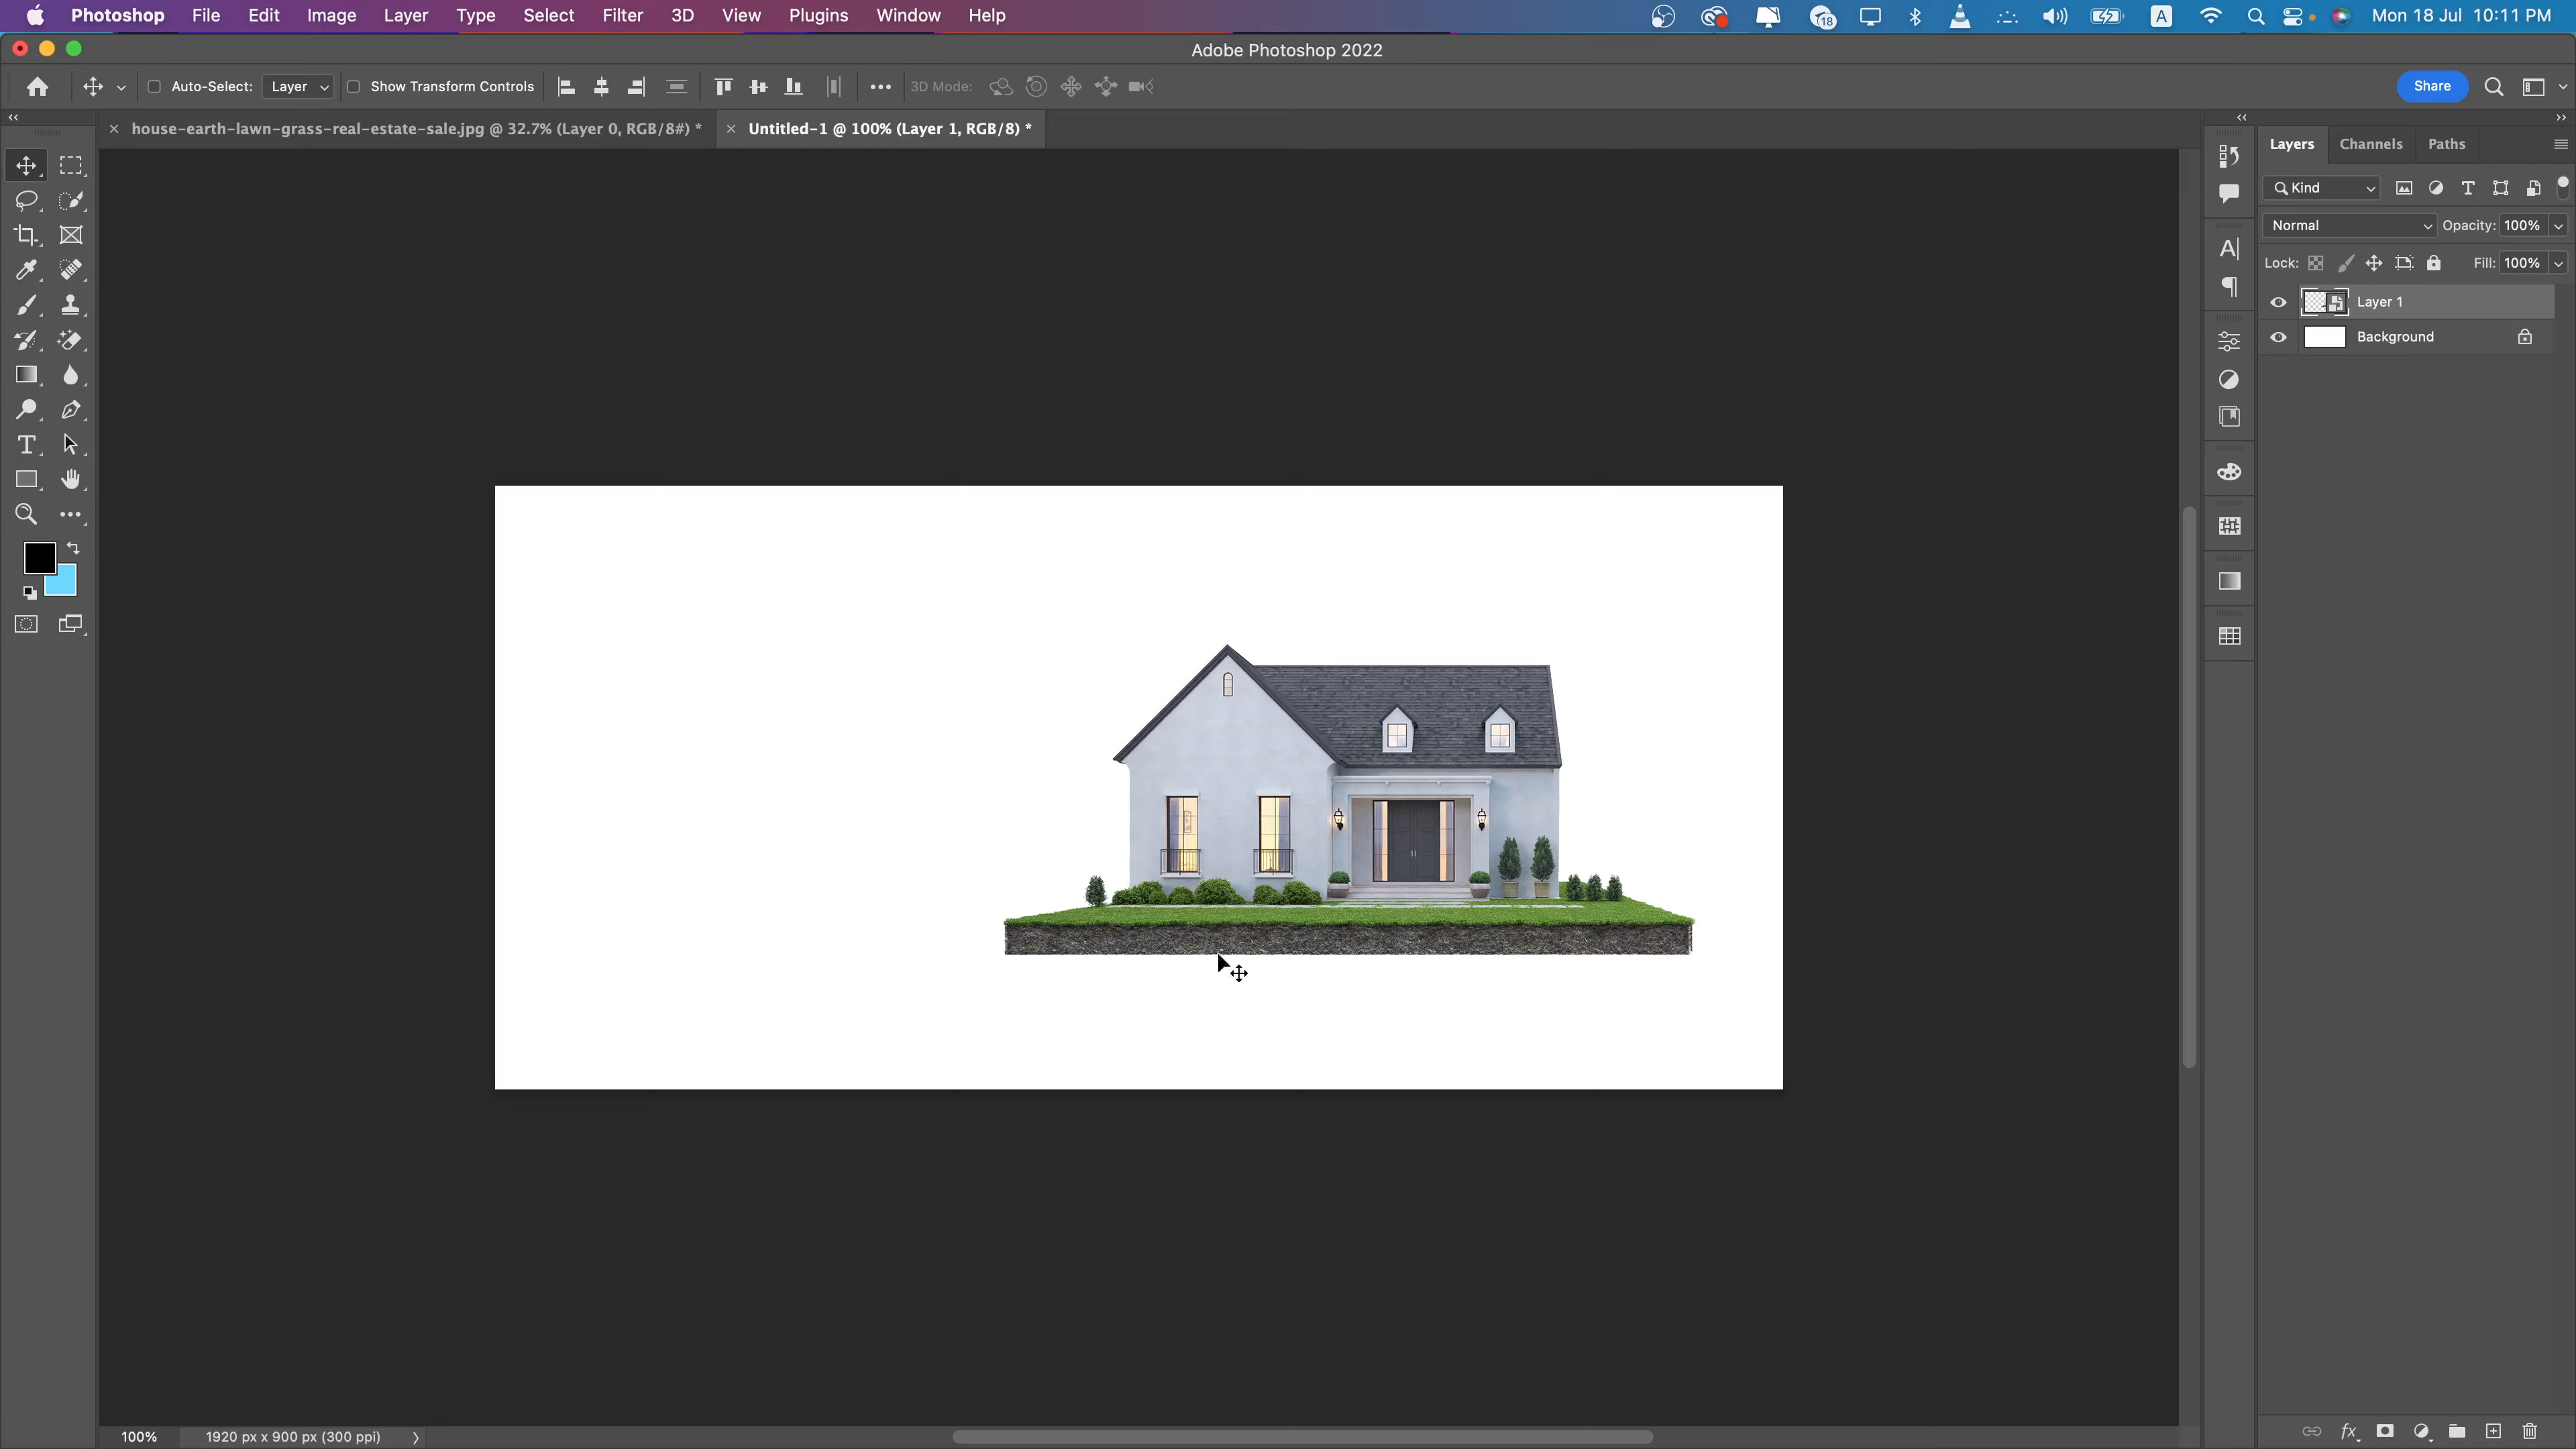 Photoshop File Edit Image Layer Type Select Filter 3D View Plugins Window Help 18 A Mon 18 Jul 10:11 PM
Adobe Photoshop 2022
Auto-Select: Layer Show Transform Controls 3D Mode: Share
house-earth-lawn-grass-real-estate-sale.jpg @ 32.7% (Layer 0, RGB/8#) * Untitled-1 @ 100% (Layer 1, RGB/8) *
Layers Channels Paths
Kind
Normal Opacity: 100%
Lock: Fill: 100%
Layer 1
Background
100% 1920 px x 900 px (300 ppi)